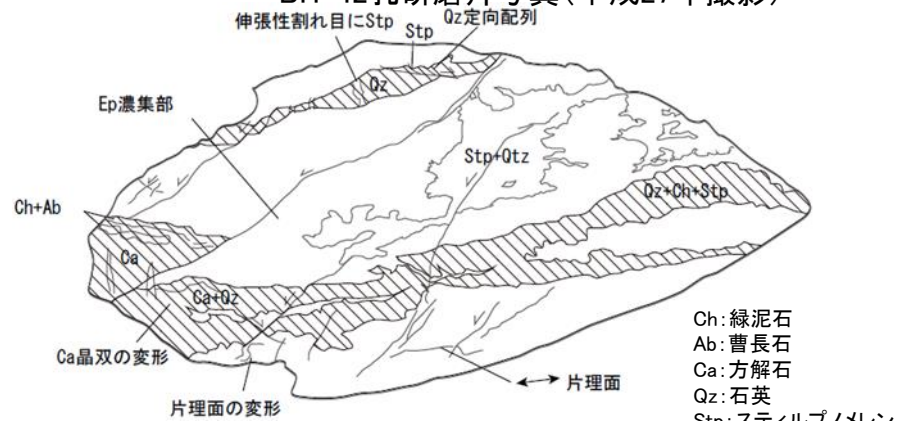 伸張性割れ目にStp
Stp
Qz定向配列
Qz
Ep濃集部
Stp+Qtz
Qz+Ch+Stp
Ch+Ab
Ca
Ca+Qz
Ca晶双の変形
片理面の変形
片理面
Ch:緑泥石
Ab:曹長石
Ca:方解石
Qz:石英